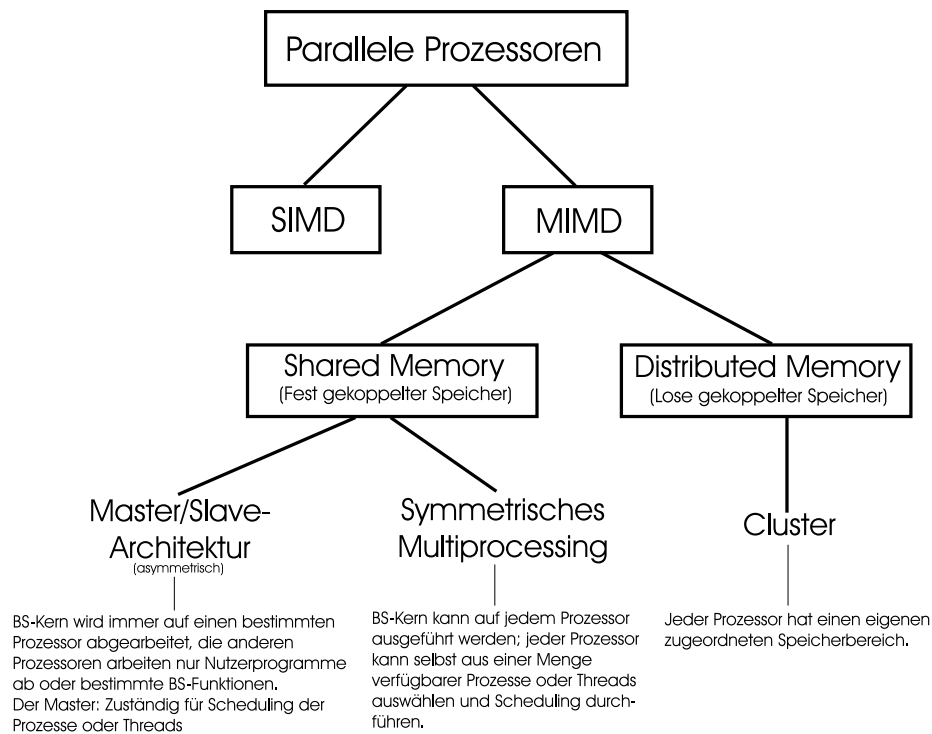 Parallele Prozessoren
SIMD
MIMD
Shared Memory
(Fest gekoppelter Speicher)
Distributed Memory
(Lose gekoppelter Speicher)
Master/Slave-
Architektur
(asymmetrisch)
Symmetrisches
Multiprocessing
Cluster
BS-Kern wird immer auf einen bestimmten
Prozessor abgearbeitet, die anderen
Prozessoren arbeiten nur Nutzerprogramme
ab oder bestimmte BS-Funktionen.
Der Master: Zuständig für Scheduling der
Prozesse oder Threads
BS-Kern kann auf jedem Prozessor
ausgeführt werden; jeder Prozessor
kann selbst aus einer Menge
verfügbarer Prozesse oder Threads
auswählen und Scheduling durch-
führen.
Jeder Prozessor hat einen eigenen
zugeordneten Speicherbereich.